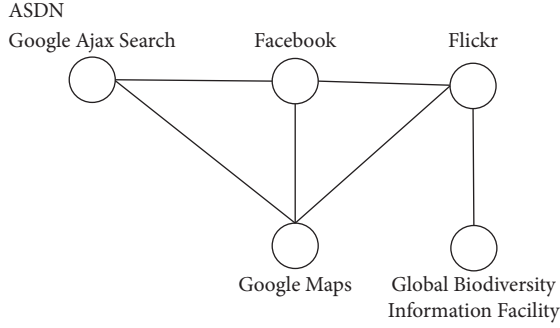 ASDN
Google Ajax Search
Facebook
Flickr
Google Maps
Global Biodiversity
Information Facility